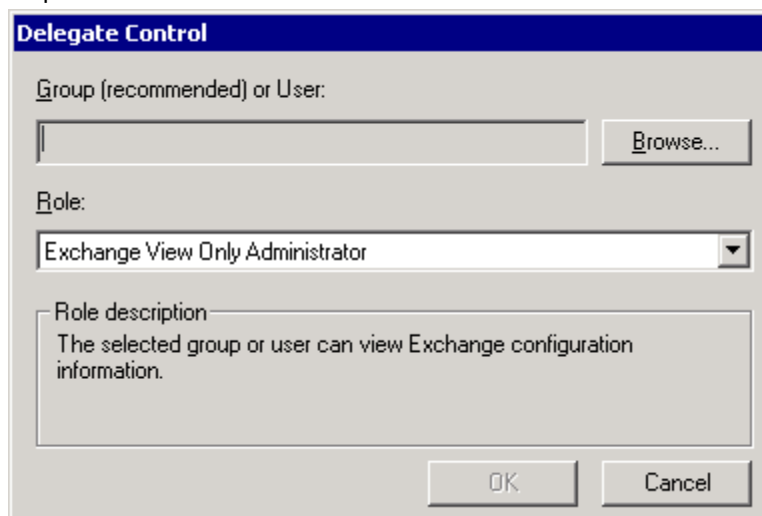 Delegate Control
Group (recommended) or User:
Browse...
Role:
Exchange View Only Administrator
Role description
The selected group or user can view Exchange configuration
information.
OK
Cancel